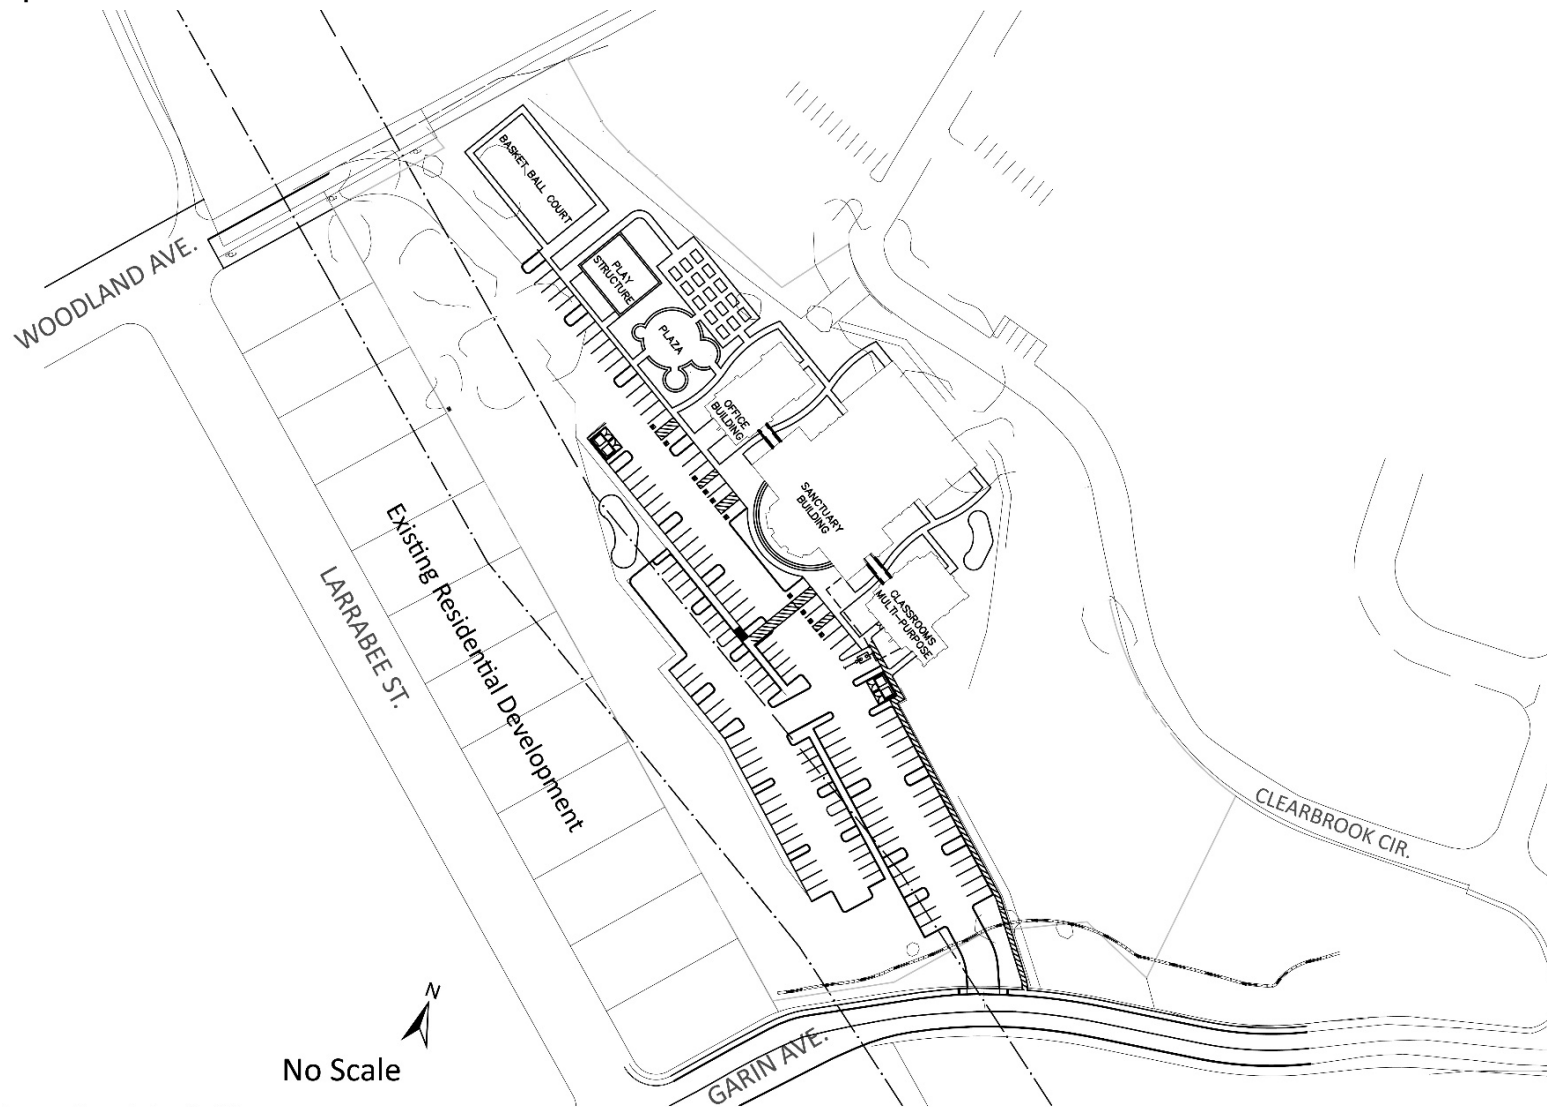 BASKET BALL COURT
PLAY
STRUCTURE
PLAZA
WOODLAND AVE.
OFFICE
BUILDING
SANCTUARY
BUILDING
Existing Residential Development
LARRABEE ST.
CLASSROOMS
MULTI-PURPOSE
CLEARBROOK CIR.
N
No Scale
GARIN AVE.